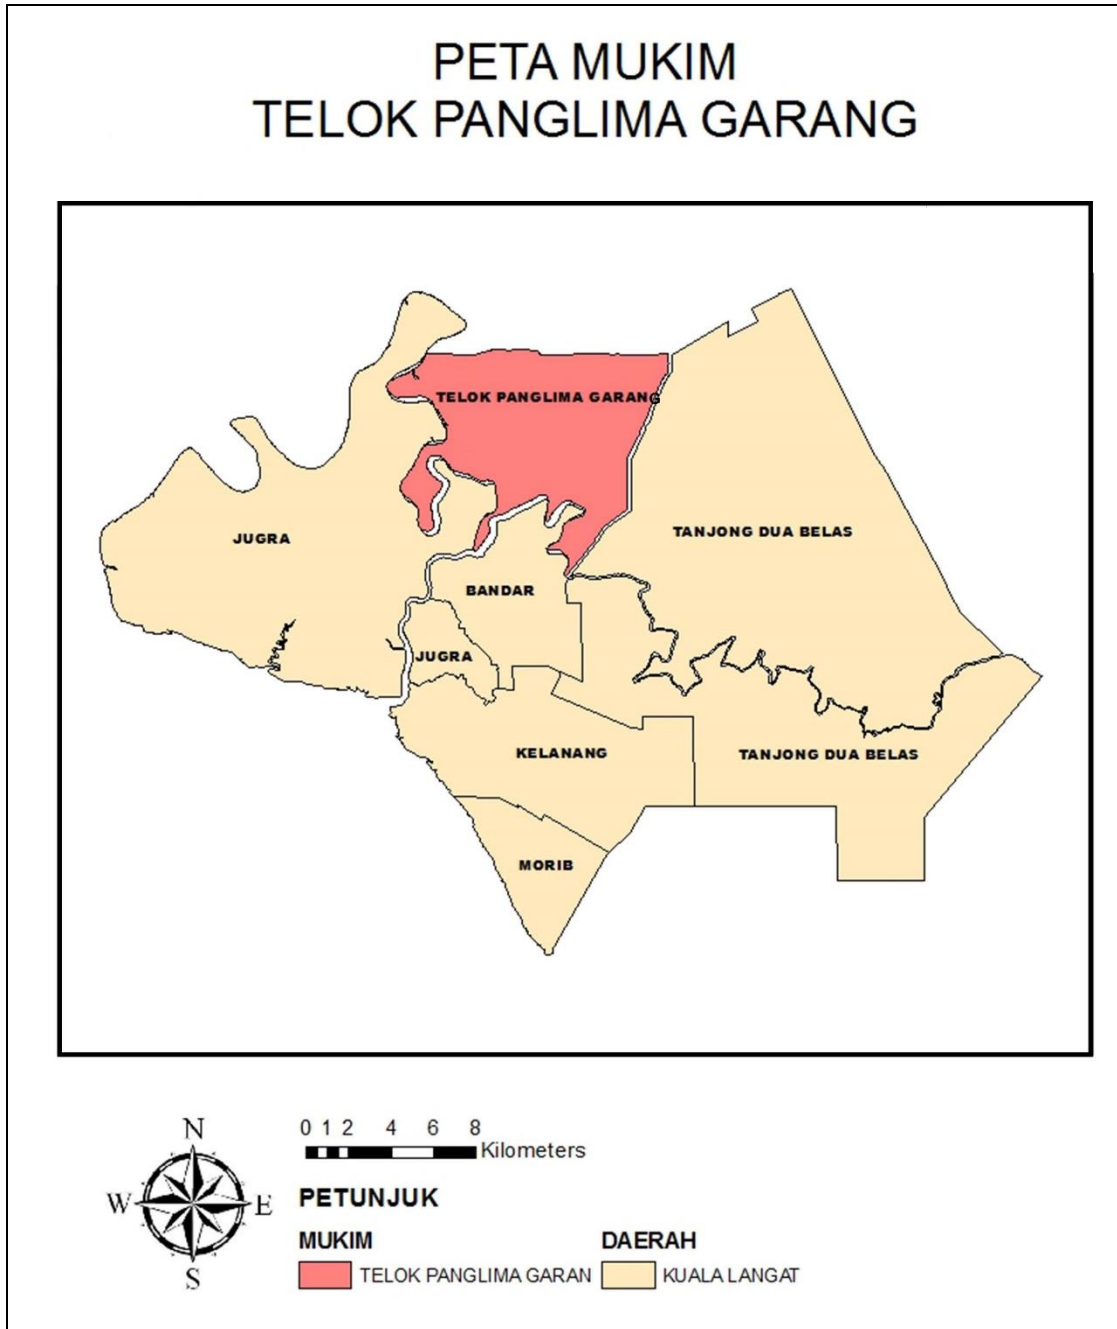 PETA MUKIM
TELOK PANGLIMA GARANG
TELOK PANGLIMA GARANG
JUGRA
TANJONG DUA BELAS
BANDAR
JUGRA
KELANANG
TANJONG DUA BELAS
MORIB
N
W E
S
0 1 2 4 6 8
Kilometers
PETUNJUK
MUKIM DAERAH
TELOK PANGLIMA GARAN KUALA LANGAT